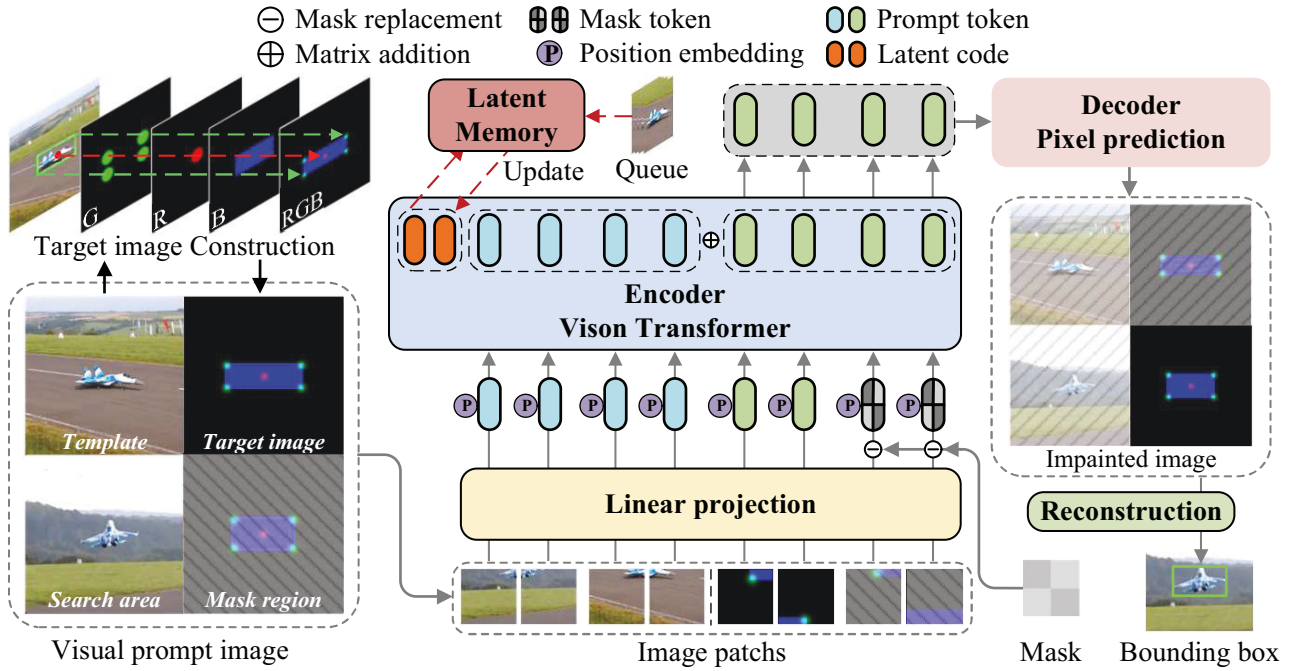 Mask replacement
Mask token
Prompt token
Matrix addition
P Position embedding
Latent code
G
R
B
RGB
Target image Construction
Template
Target image
Search area
Mask region
Visual prompt image
Latent
Memory
Update
Queue
Encoder
Vison Transformer
P P P P P P P P
Linear projection
Image patchs
Decoder
Pixel prediction
Impainted image
Reconstruction
Mask
Bounding box